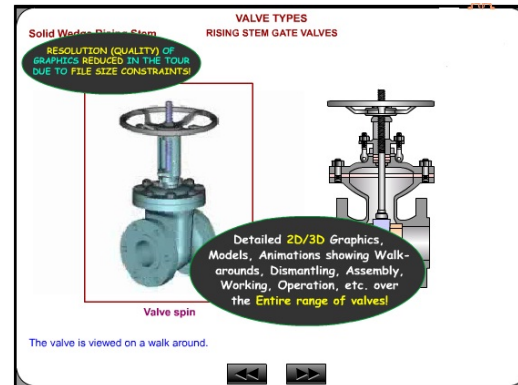 VALVE TYPES
Solid Wedge Rising Stem
RISING STEM GATE VALVES
RESOLUTION (QUALITY) OF
GRAPHICS REDUCED IN THE TOUR
DUE TO FILE SIZE CONSTRAINTS!
Detailed 2D/3D Graphics,
Models, Animations showing Walk-
arounds, Dismantling, Assembly,
Working, Operation, etc. over
the Entire range of valves!
Valve spin
The valve is viewed on a walk around.